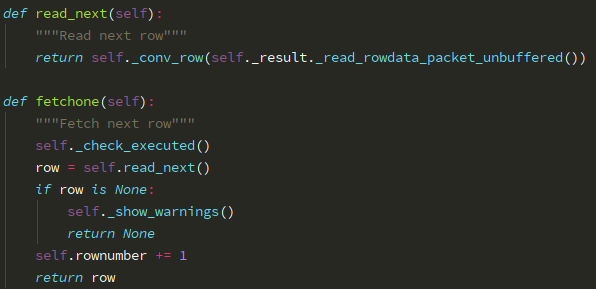 def read_next(self):
    """Read next row"""
    return self._conv_row(self._result._read_rowdata_packet_unbuffered())

def fetchone(self):
    """Fetch next row"""
    self._check_executed()
    row = self.read_next()
    if row is None:
        self._show_warnings()
        return None
    self.rownumber += 1
    return row